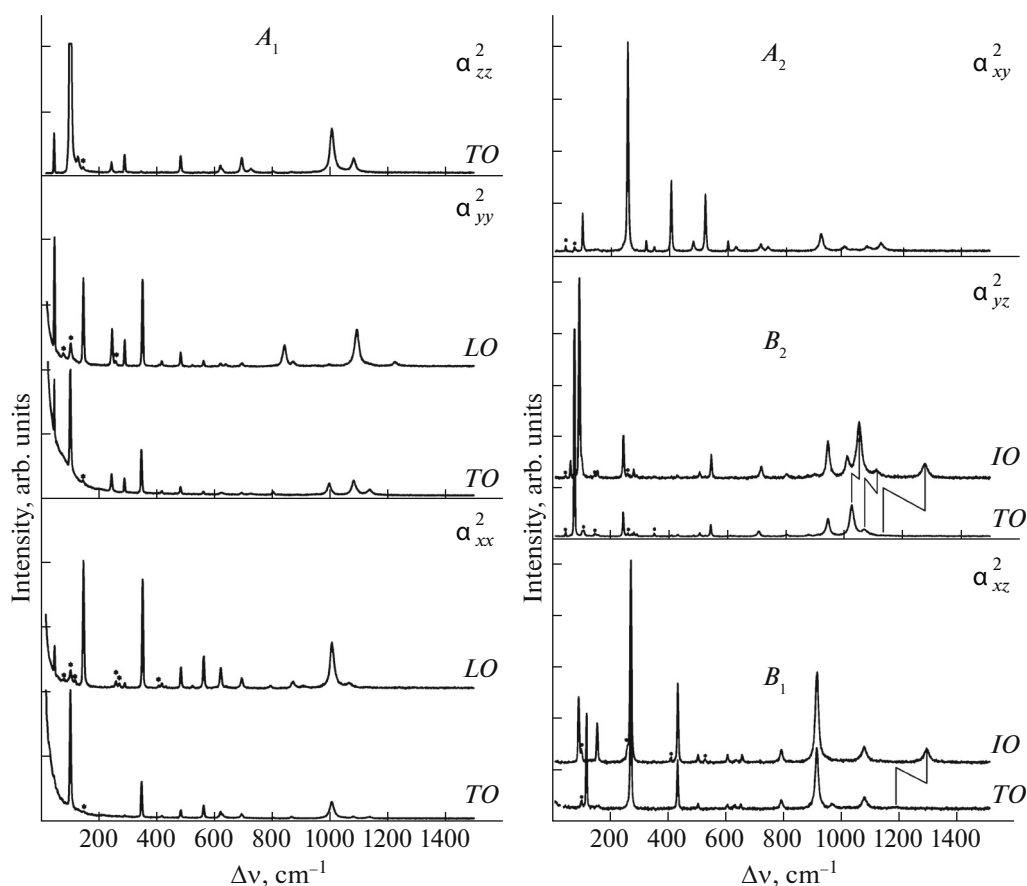 A₁
α²zz
TO
α²yy
LO
TO
α²xx
LO
TO
Intensity, arb. units
200 400 600 800 1000 1200 1400
Δν, cm⁻¹
A₂
α²xy
α²yz
B₂
IO
TO
α²xz
B₁
IO
TO
Intensity, arb. units
200 400 600 800 1000 1200 1400
Δν, cm⁻¹